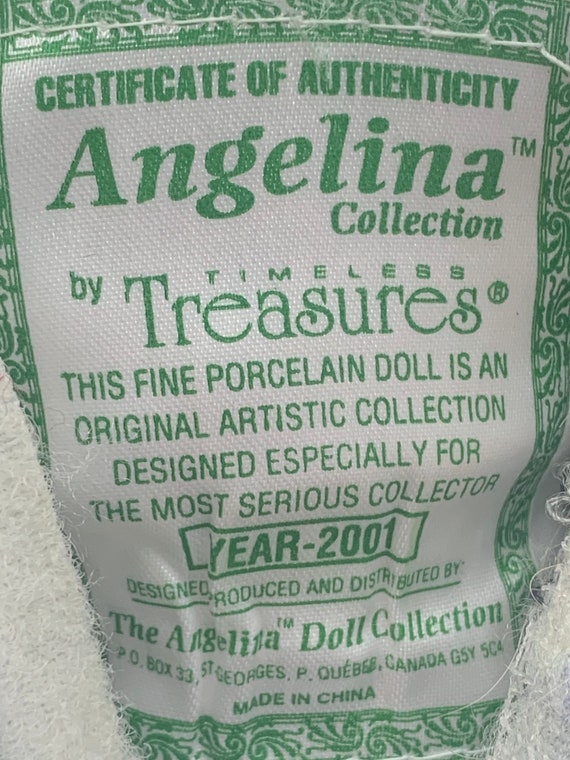 CERTIFICATE OF AUTHENTICITY
Angelina™
Collection
by TIMELESS
Treasures®
THIS FINE PORCELAIN DOLL IS AN
ORIGINAL ARTISTIC COLLECTION
DESIGNED ESPECIALLY FOR
THE MOST SERIOUS COLLECTOR
YEAR-2001
DESIGNED, PRODUCED AND DISTRIBUTED BY:
The Angelina™ Doll Collection
P.O. BOX 33, ST-GEORGES, P. QUÉBEC, CANADA G5Y 5C4
MADE IN CHINA